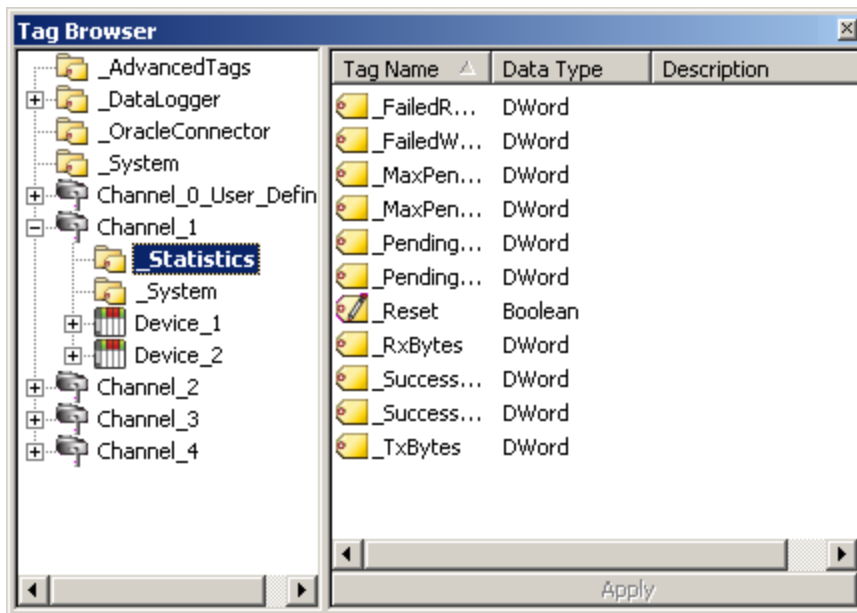 Tag Browser
_AdvancedTags
_DataLogger
_OracleConnector
_System
Channel_0_User_Defin
Channel_1
_Statistics
_System
Device_1
Device_2
Channel_2
Channel_3
Channel_4
Tag Name Data Type Description
_FailedR... DWord
_FailedW... DWord
_MaxPen... DWord
_MaxPen... DWord
_Pending... DWord
_Pending... DWord
_Reset Boolean
_RxBytes DWord
_Success... DWord
_Success... DWord
_TxBytes DWord
Apply